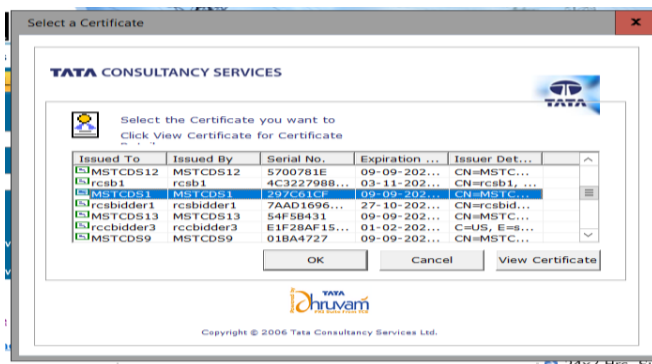 Select a Certificate
x
TATA CONSULTANCY SERVICES
TATA
Select the Certificate you want to
Click View Certificate for Certificate
Issued To Issued By Serial No. Expiration ... Issuer Det...
MSTCDS12 MSTCDS12 5700781E 09-09-202... CN=MSTC...
rcsb1 rcsb1 4C3227988... 03-11-202... CN=rcsb1, ...
MSTCDS1 MSTCDS1 297C61CF 09-09-202... CN=MSTC...
rcsbidder1 rcsbidder1 7AAD1696... 27-10-202... CN=rcsbid...
MSTCDS13 MSTCDS13 54F5B431 09-09-202... CN=MSTC...
rccbidder3 rccbidder3 E1F28AF15... 01-02-202... C=US, E=s...
MSTCDS9 MSTCDS9 01BA4727 09-09-202... CN=MSTC...
OK Cancel View Certificate
TATA
Dhruvam
Copyright © 2006 Tata Consultancy Services Ltd.